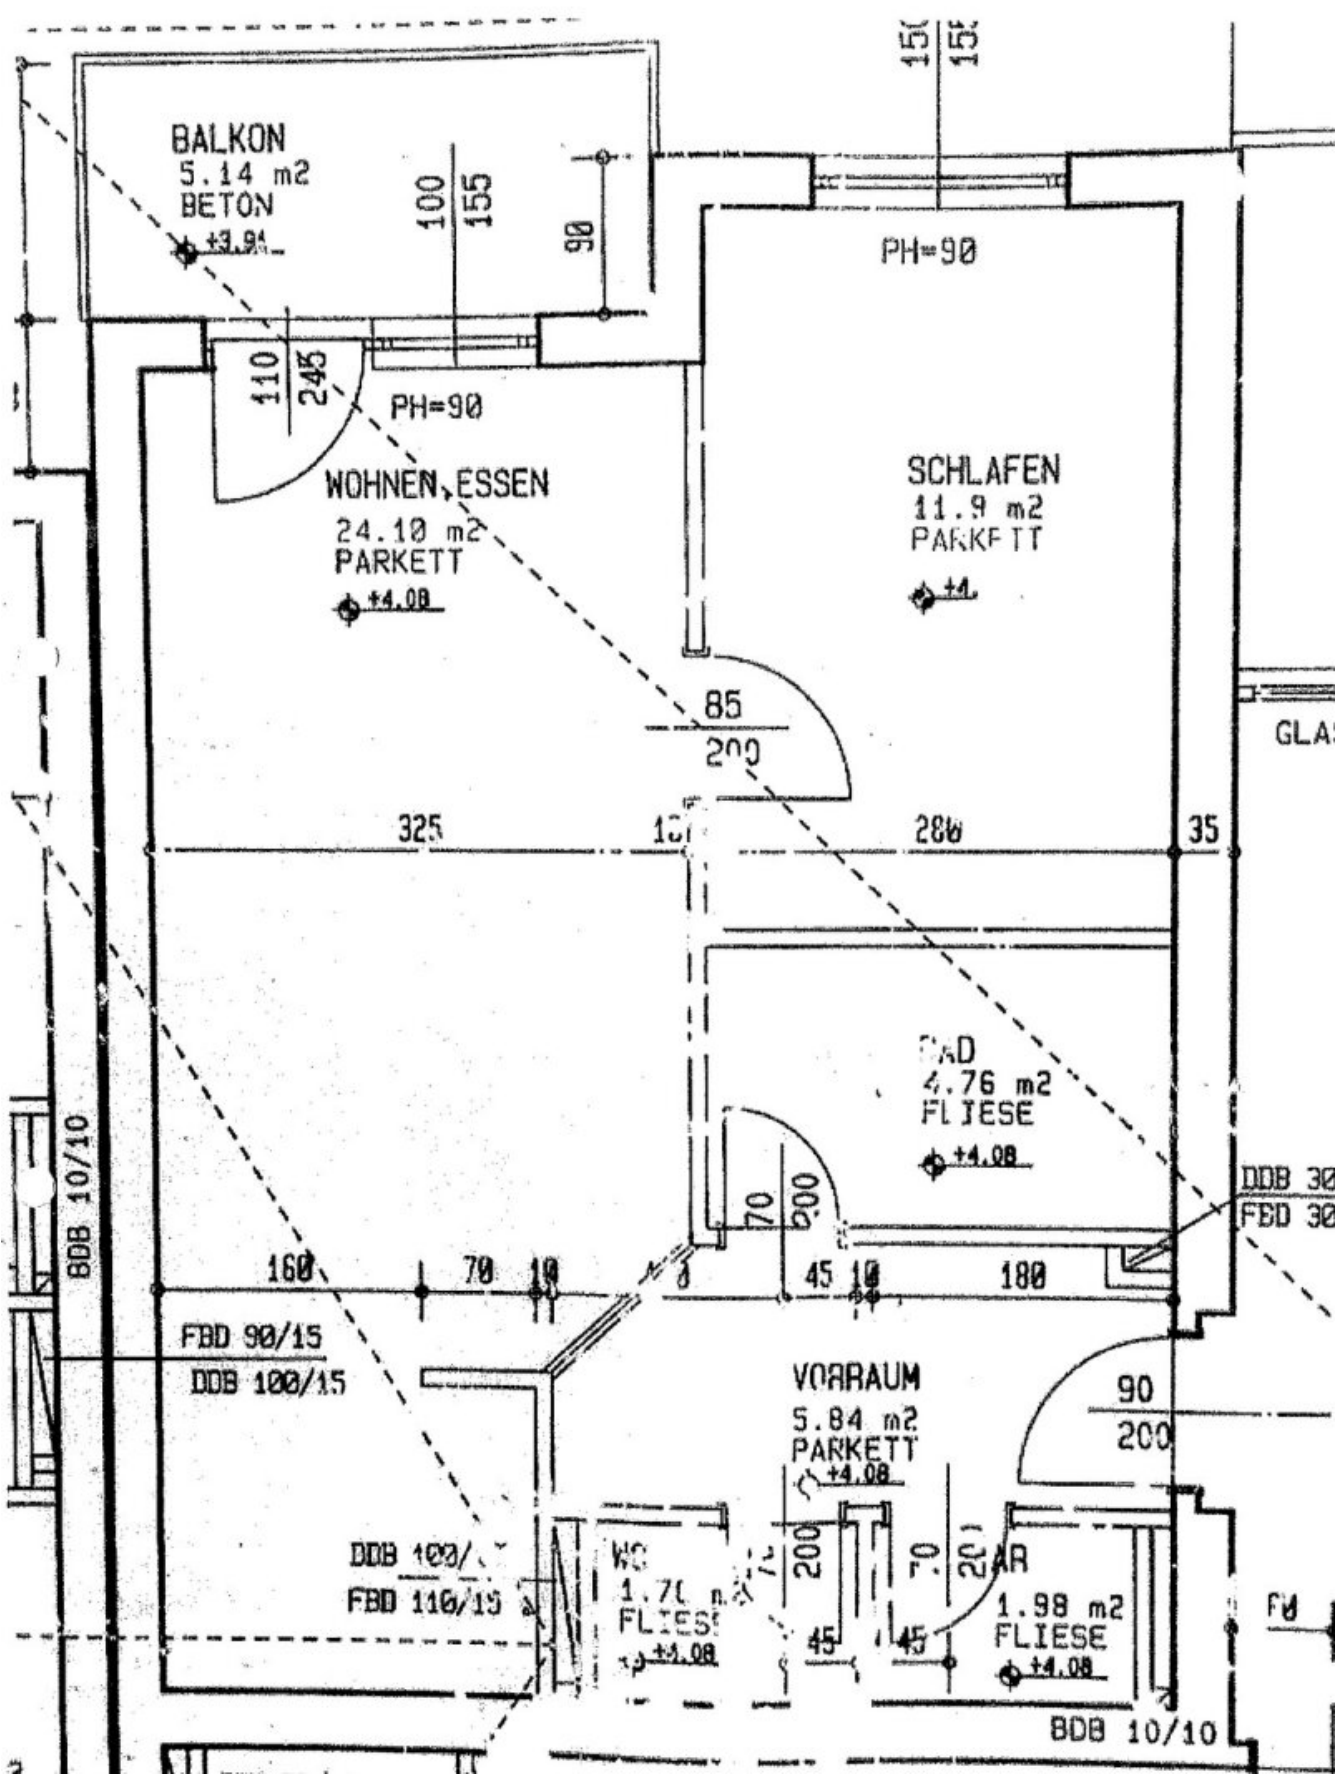 BALKON
5.14 m2
BETON
100
155
90
PH=90
110
245
PH=90
WOHNEN, ESSEN
24.10 m2
PARKETT
+4.08
SCHLAFEN
11.9 m2
PARKETT
85
200
GLAS
325
280
35
4.76 m2
FLIESE
+4.08
BDB 10/10
70
200
DDB 30
FBD 30
160
70
10
45
10
180
FBD 90/15
DDB 100/15
VORRAUM
5.84 m2
PARKETT
+4.08
90
200
DDB 100/
FBD 110/15
FLIESE
+4.08
200
45
45
1.98 m2
FLIESE
+4.08
BDB 10/10